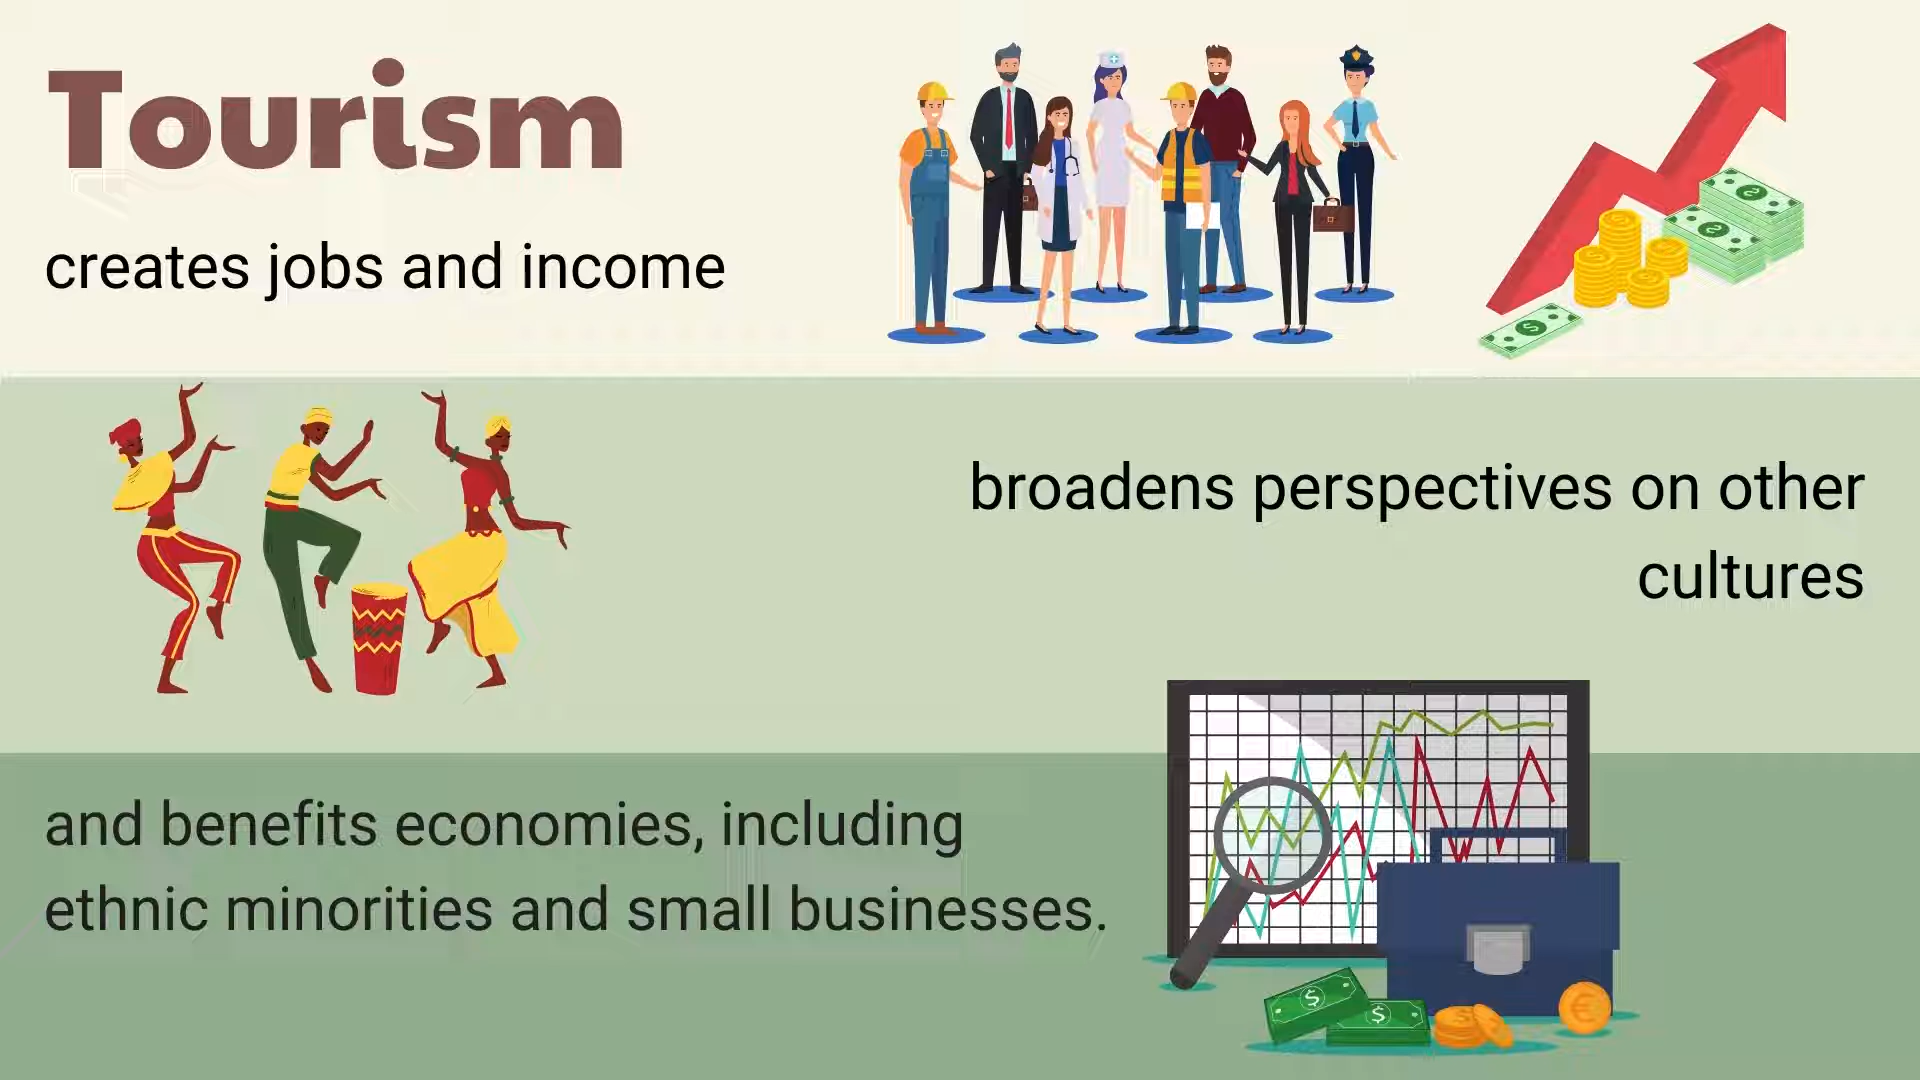 Tourism
creates jobs and income
broadens perspectives on other
cultures
and benefits economies, including
ethnic minorities and small businesses.